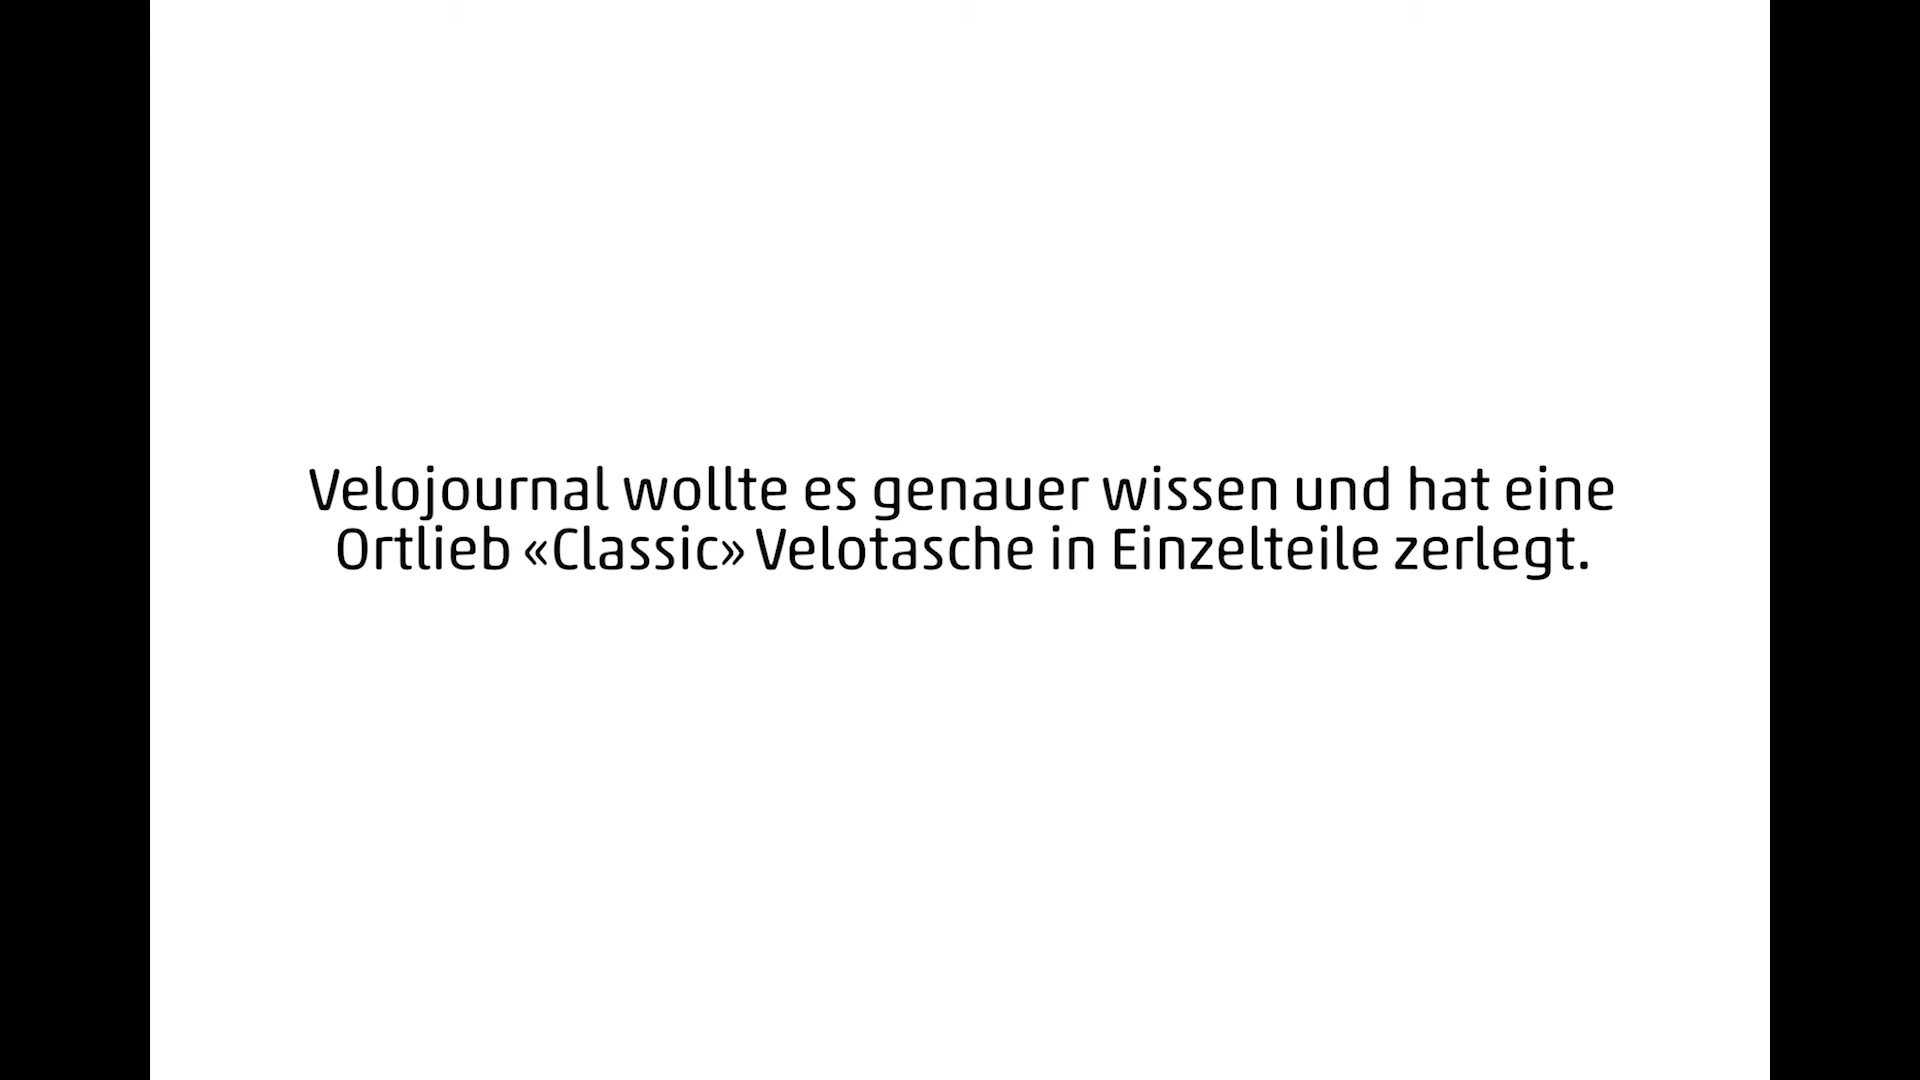 Velojournal wollte es genauer wissen und hat eine
Ortlieb «Classic» Velotasche in Einzelteile zerlegt.